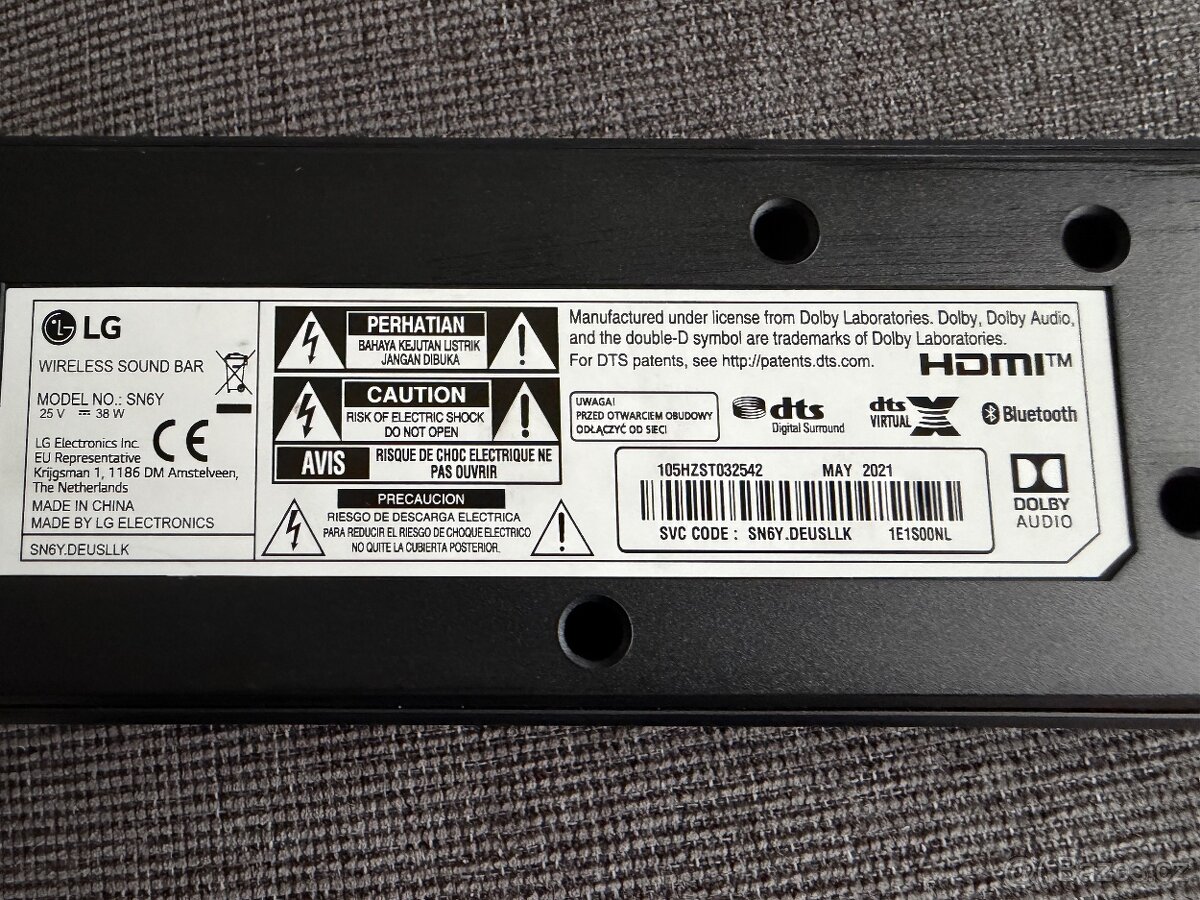 LG
WIRELESS SOUND BAR
MODEL NO.: SN6Y
25 V ⎓ 38 W
LG Electronics Inc.
EU Representative
Krijgsman 1, 1186 DM Amstelveen,
The Netherlands
CE
MADE IN CHINA
MADE BY LG ELECTRONICS
SN6Y.DEUSLLK
PERHATIAN
BAHAYA KEJUTAN LISTRIK
JANGAN DIBUKA
CAUTION
RISK OF ELECTRIC SHOCK
DO NOT OPEN
AVIS
RISQUE DE CHOC ELECTRIQUE NE
PAS OUVRIR
PRECAUCION
RIESGO DE DESCARGA ELECTRICA
PARA REDUCIR EL RIESGO DE CHOQUE ELECTRICO
NO QUITE LA CUBIERTA POSTERIOR.
Manufactured under license from Dolby Laboratories. Dolby, Dolby Audio,
and the double-D symbol are trademarks of Dolby Laboratories.
For DTS patents, see http://patents.dts.com.
HDMI™
UWAGA!
PRZED OTWARCIEM OBUDOWY
ODŁĄCZYĆ OD SIECI
dts
Digital Surround
dts
VIRTUAL X
Bluetooth
105HZST032542 MAY 2021
SVC CODE : SN6Y.DEUSLLK 1E1S00NL
DOLBY
AUDIO
Bazos.cz